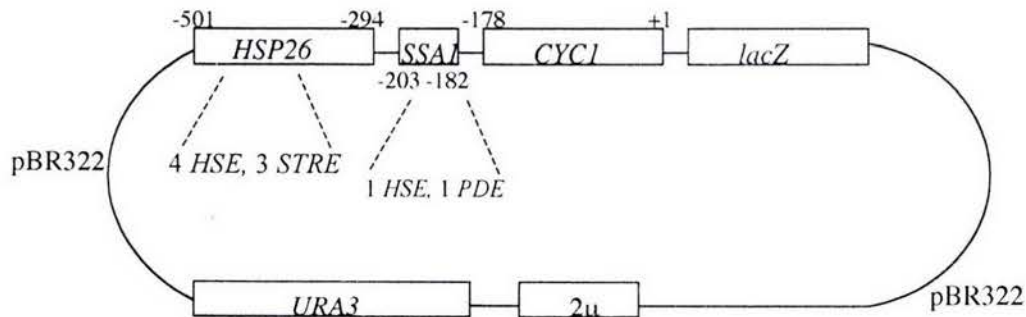 -501 -294 -178 +1
HSP26 SSA1 CYC1 lacZ
-203 -182
pBR322
4 HSE, 3 STRE
1 HSE, 1 PDE
URA3 2μ
pBR322